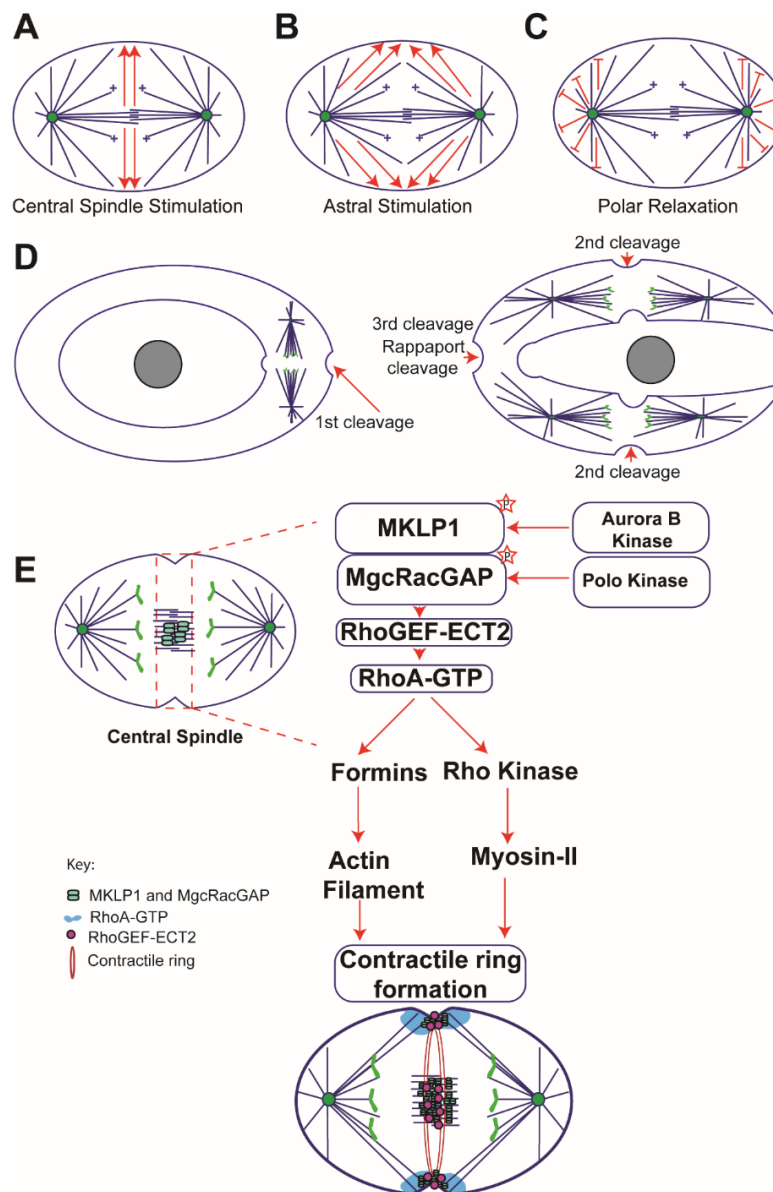 A
B
C
Central Spindle Stimulation
Astral Stimulation
Polar Relaxation
D
1st cleavage
2nd cleavage
3rd cleavage
Rappaport
cleavage
2nd cleavage
E
Central Spindle
MKLP1
P
Aurora B
Kinase
MgcRacGAP
P
Polo Kinase
RhoGEF-ECT2
RhoA-GTP
Formins
Rho Kinase
Actin
Filament
Myosin-II
Contractile ring
formation
Key:
MKLP1 and MgcRacGAP
RhoA-GTP
RhoGEF-ECT2
Contractile ring